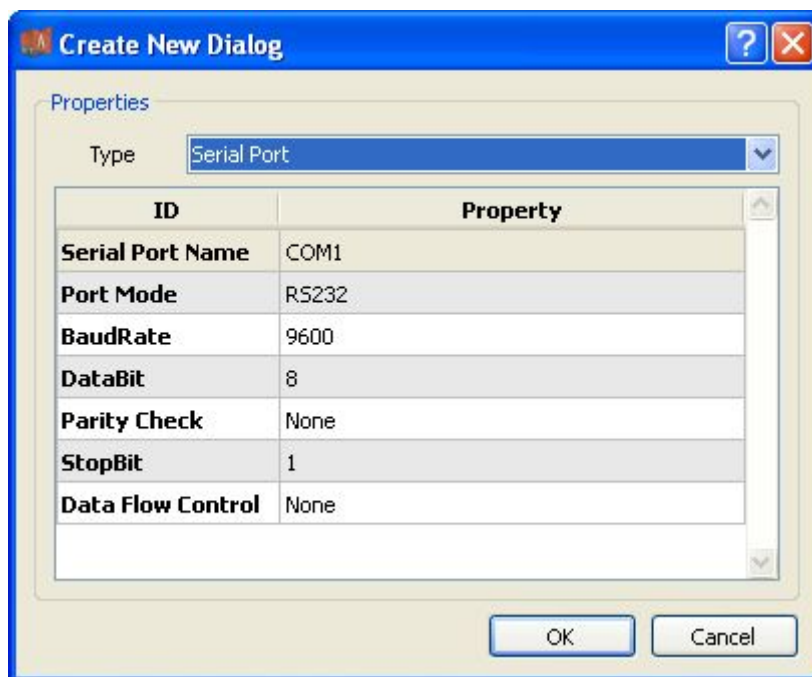 Create New Dialog
Properties
Type Serial Port
ID Property
Serial Port Name COM1
Port Mode RS232
BaudRate 9600
DataBit 8
Parity Check None
StopBit 1
Data Flow Control None
OK Cancel